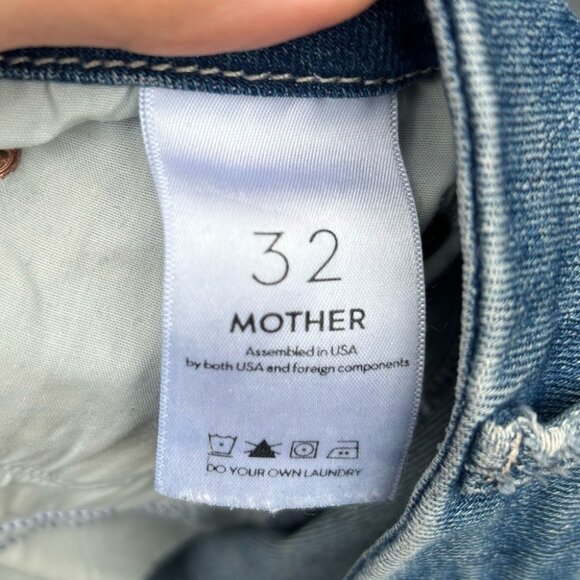 32
MOTHER
Assembled in USA
by both USA and foreign components
DO YOUR OWN LAUNDRY